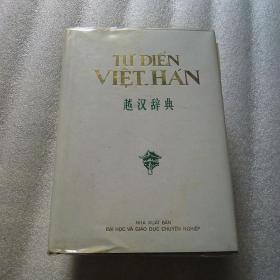 TỪ ĐIỂN
VIỆT-HÁN
越汉辞典
NHÀ XUẤT BẢN
ĐẠI HỌC VÀ GIÁO DỤC CHUYÊN NGHIỆP